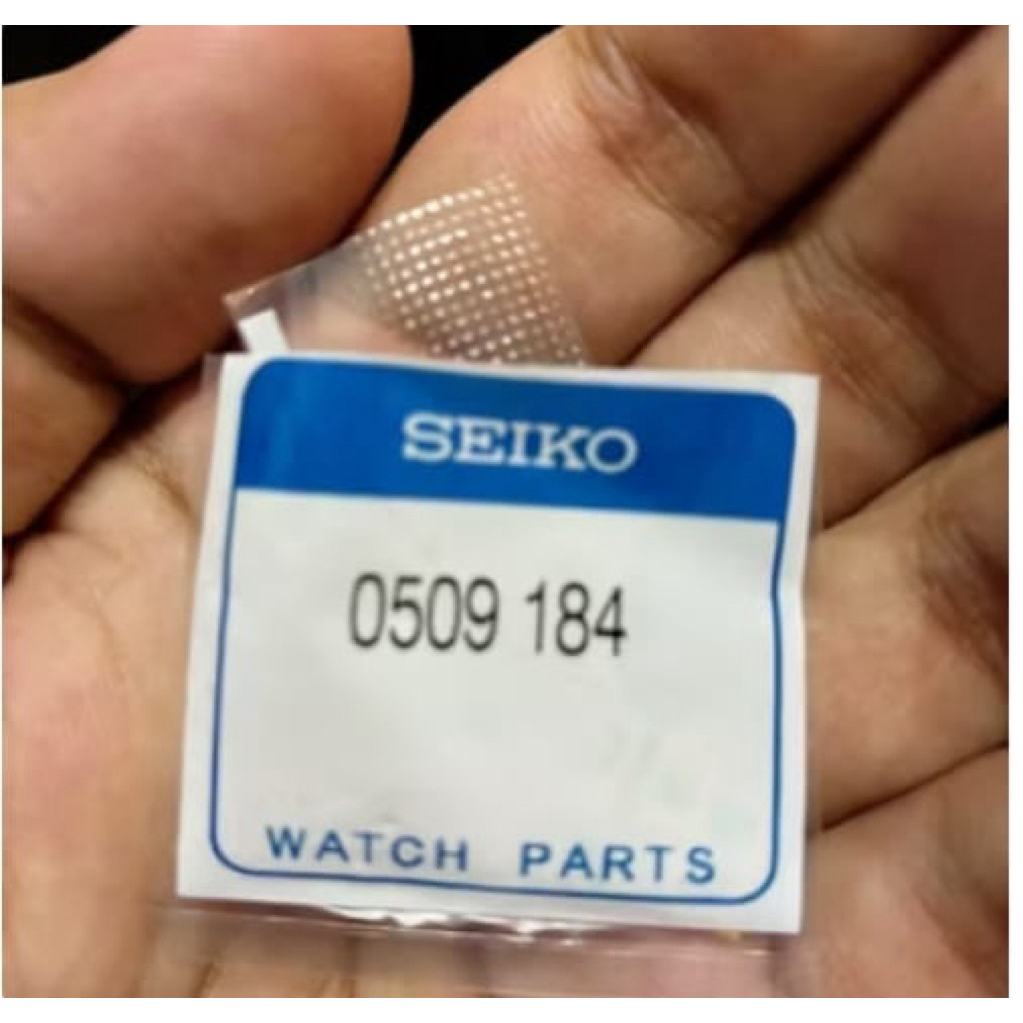 SEIKO
0509 184
WATCH PARTS